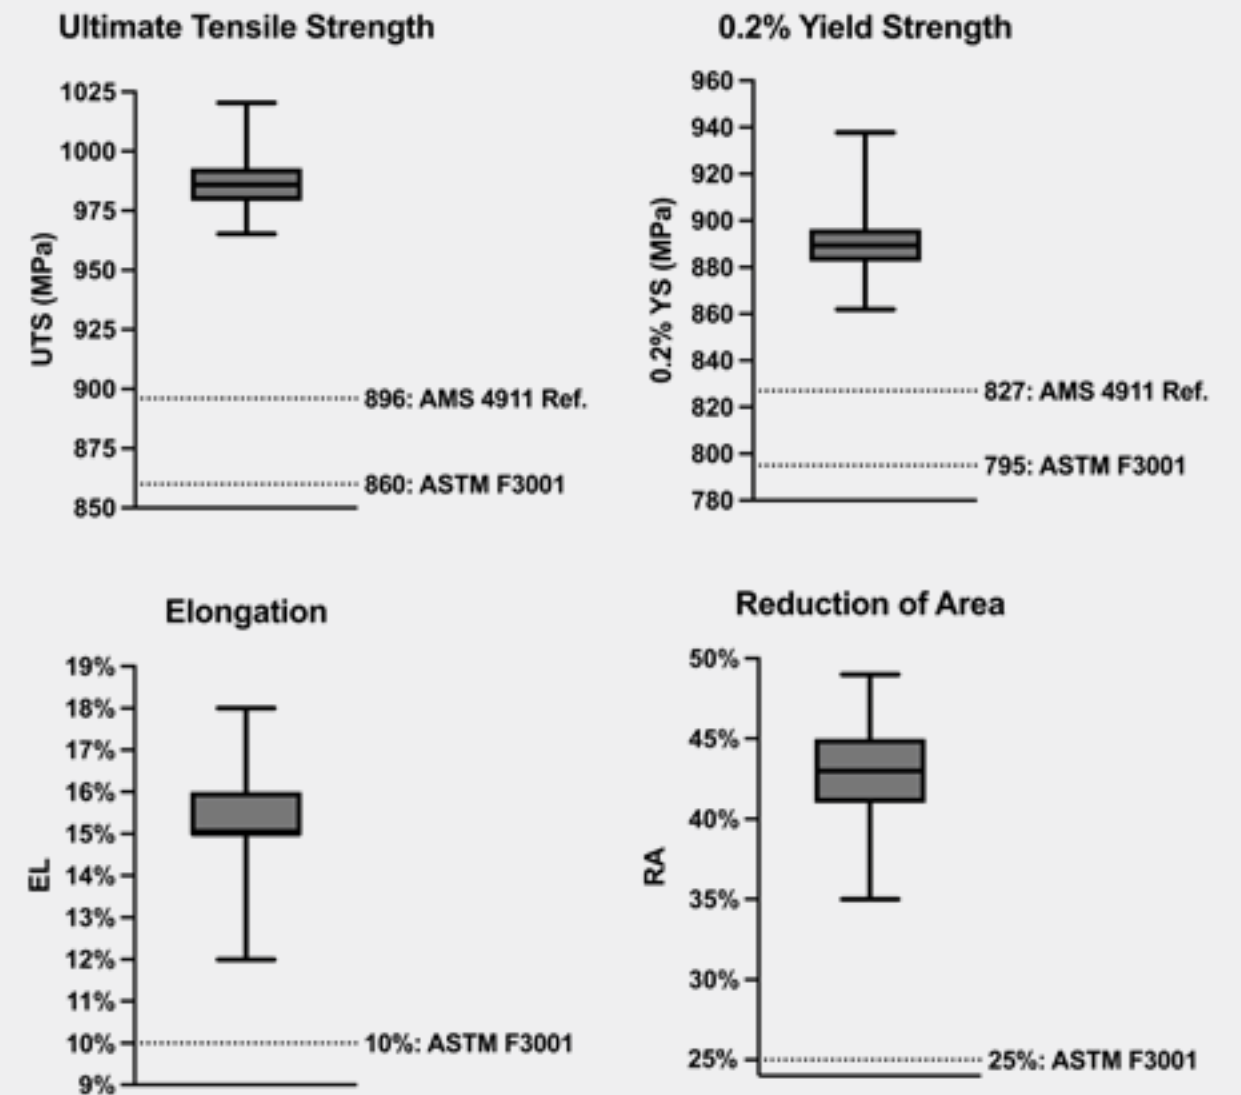 Ultimate Tensile Strength
UTS (MPa)
1025
1000
975
950
925
900
875
850
896: AMS 4911 Ref.
860: ASTM F3001
0.2% Yield Strength
0.2% YS (MPa)
960
940
920
900
880
860
840
820
800
780
827: AMS 4911 Ref.
795: ASTM F3001
Elongation
EL
19%
18%
17%
16%
15%
14%
13%
12%
11%
10%
9%
10%: ASTM F3001
Reduction of Area
RA
50%
45%
40%
35%
30%
25%
25%: ASTM F3001